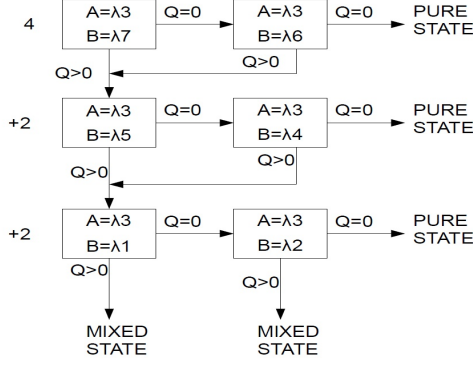 4
A=λ3
B=λ7
Q=0
A=λ3
B=λ6
Q=0
PURE
STATE
Q>0
Q>0
+2
A=λ3
B=λ5
Q=0
A=λ3
B=λ4
Q=0
PURE
STATE
Q>0
Q>0
+2
A=λ3
B=λ1
Q=0
A=λ3
B=λ2
Q=0
PURE
STATE
Q>0
Q>0
MIXED
STATE
MIXED
STATE